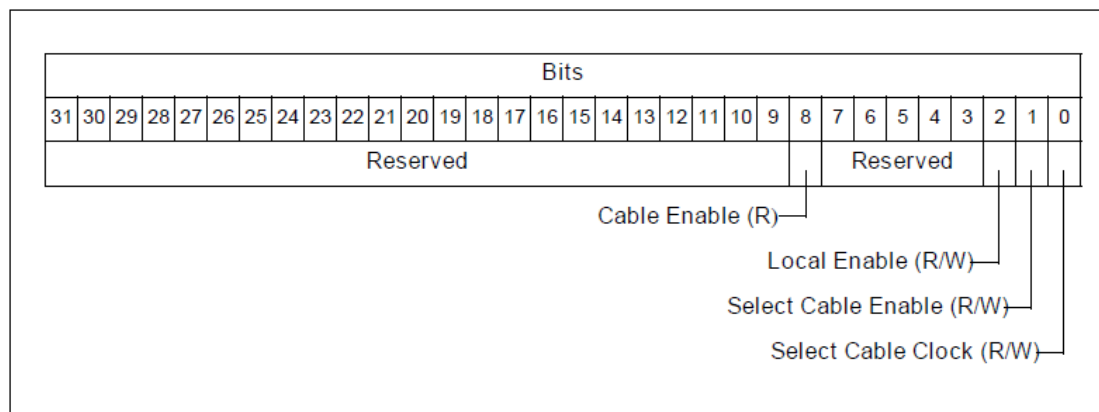 Bits
31 30 29 28 27 26 25 24 23 22 21 20 19 18 17 16 15 14 13 12 11 10 9 8 7 6 5 4 3 2 1 0
Reserved Reserved
Cable Enable (R)
Local Enable (R/W)
Select Cable Enable (R/W)
Select Cable Clock (R/W)